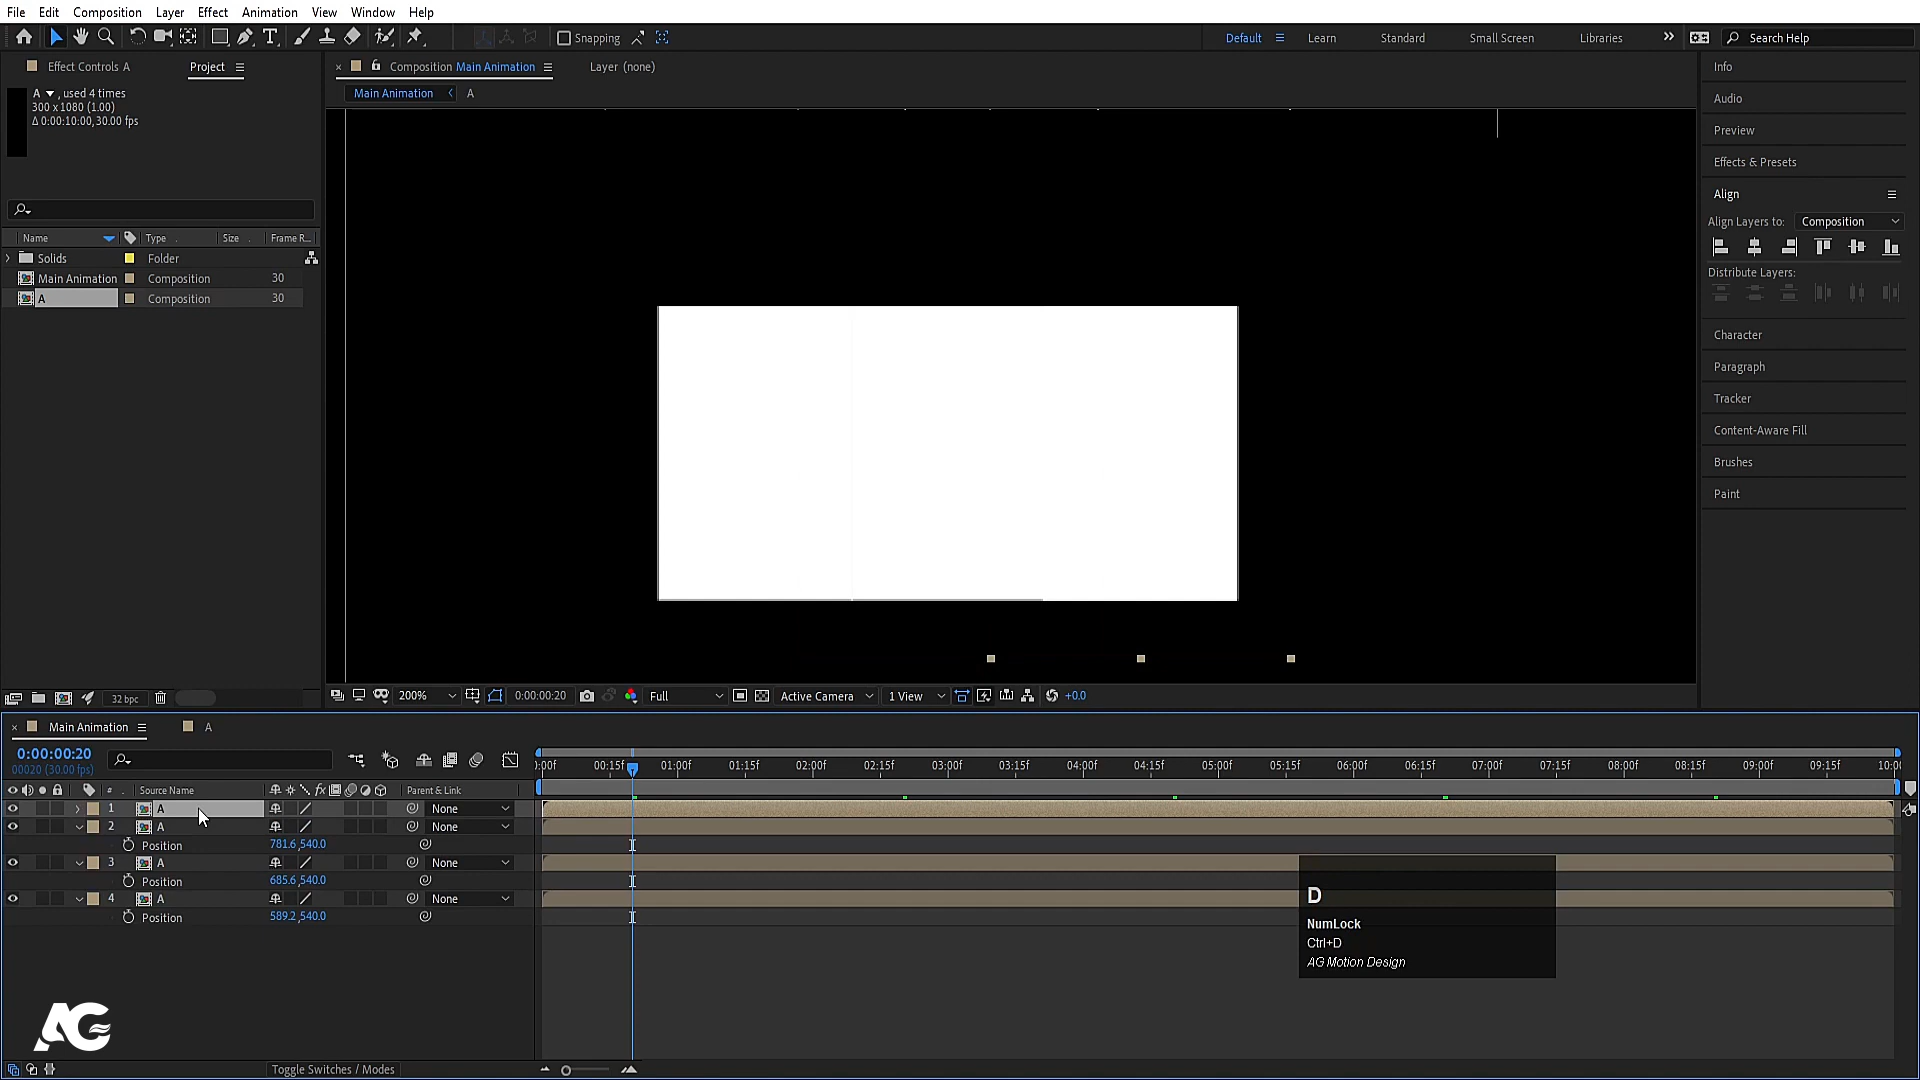 File Edit Composition Layer Effect Animation View Window Help
Snapping
Default Learn Standard Small Screen Libraries Search Help
Effect Controls A Project
Composition Main Animation Layer (none)
Main Animation A
A , used 4 times
300 x 1080 (1.00)
Δ 0:00:10:00, 30.00 fps
Name Type Size Frame R...
Solids Folder
Main Animation Composition 30
A Composition 30
Info
Audio
Preview
Effects & Presets
Align
Align Layers to: Composition
Distribute Layers:
Character
Paragraph
Tracker
Content-Aware Fill
Brushes
Paint
32 bpc
200% 0:00:00:20 Full Active Camera 1 View +0.0
Main Animation A
0:00:00:20
00020 (30.00 fps)
:00f 00:15f 01:00f 01:15f 02:00f 02:15f 03:00f 03:15f 04:00f 04:15f 05:00f 05:15f 06:00f 06:15f 07:00f 07:15f 08:00f 08:15f 09:00f 09:15f 10:00
# Source Name fx Parent & Link
1 A None
2 A None
Position 781.6,540.0
3 A None
Position 685.6,540.0
4 A None
Position 589.2,540.0
D
NumLock
Ctrl+D
AG Motion Design
AG
Toggle Switches / Modes